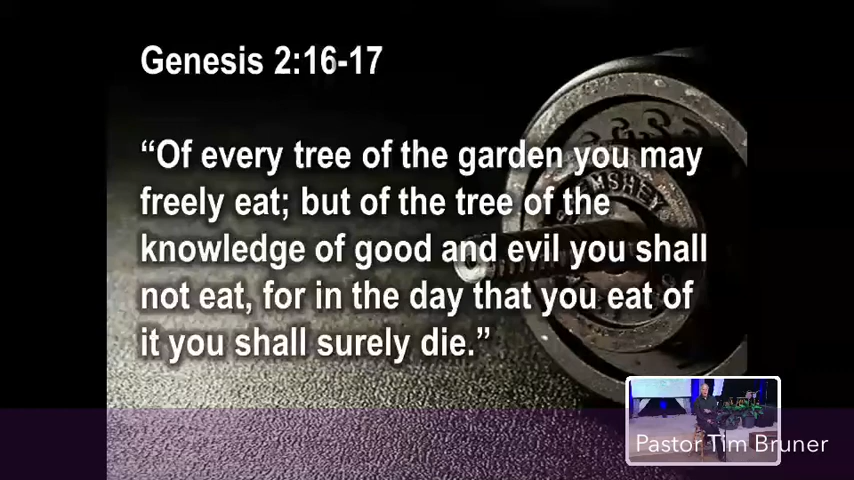 Genesis 2:16-17
“Of every tree of the garden you may
freely eat; but of the tree of the
knowledge of good and evil you shall
not eat, for in the day that you eat of
it you shall surely die.”
Pastor Tim Bruner